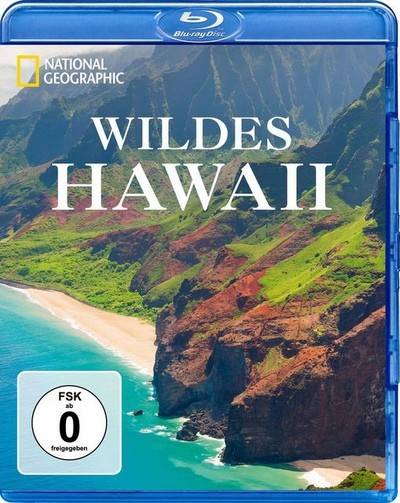 Blu-ray Disc
NATIONAL
GEOGRAPHIC
WILDES
HAWAII
FSK
ab
0
freigegeben